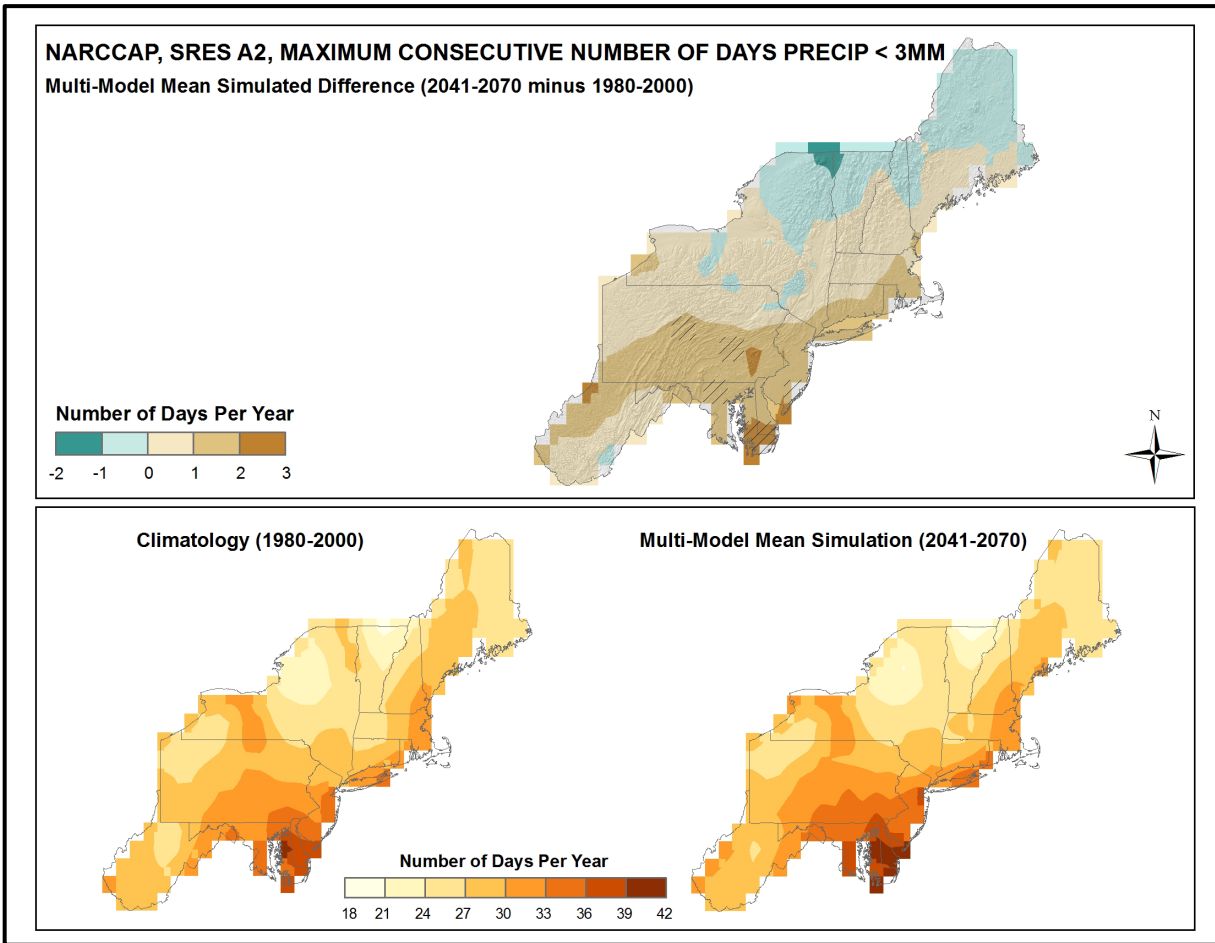 NARCCAP, SRES A2, MAXIMUM CONSECUTIVE NUMBER OF DAYS PRECIP < 3MM
Multi-Model Mean Simulated Difference (2041-2070 minus 1980-2000)
Number of Days Per Year
-2 -1 0 1 2 3
N
Climatology (1980-2000)
Multi-Model Mean Simulation (2041-2070)
Number of Days Per Year
18 21 24 27 30 33 36 39 42